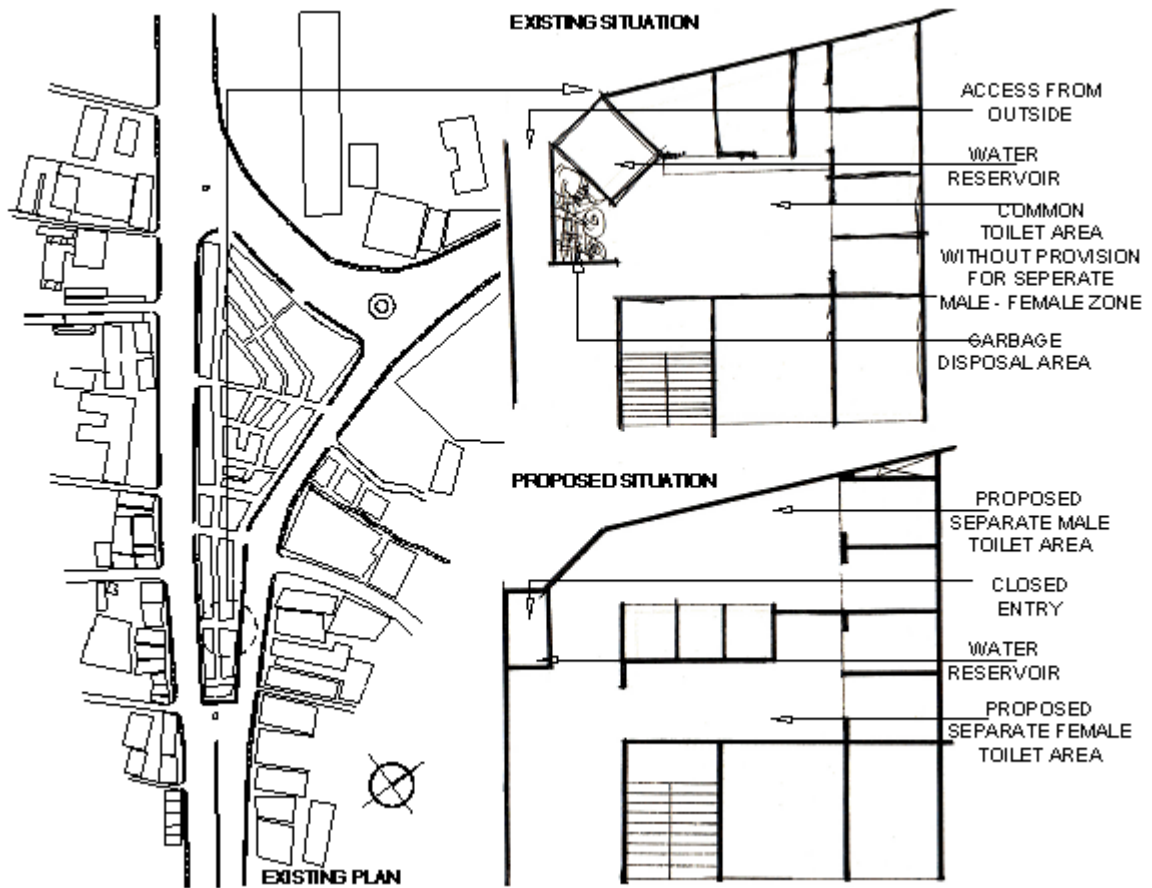 EXISTING SITUATION
ACCESS FROM
OUTSIDE
WATER
RESERVOIR
COMMON
TOILET AREA
WITHOUT PROVISION
FOR SEPERATE
MALE - FEMALE ZONE
GARBAGE
DISPOSAL AREA
PROPOSED SITUATION
PROPOSED
SEPARATE MALE
TOILET AREA
CLOSED
ENTRY
WATER
RESERVOIR
PROPOSED
SEPARATE FEMALE
TOILET AREA
EXISTING PLAN